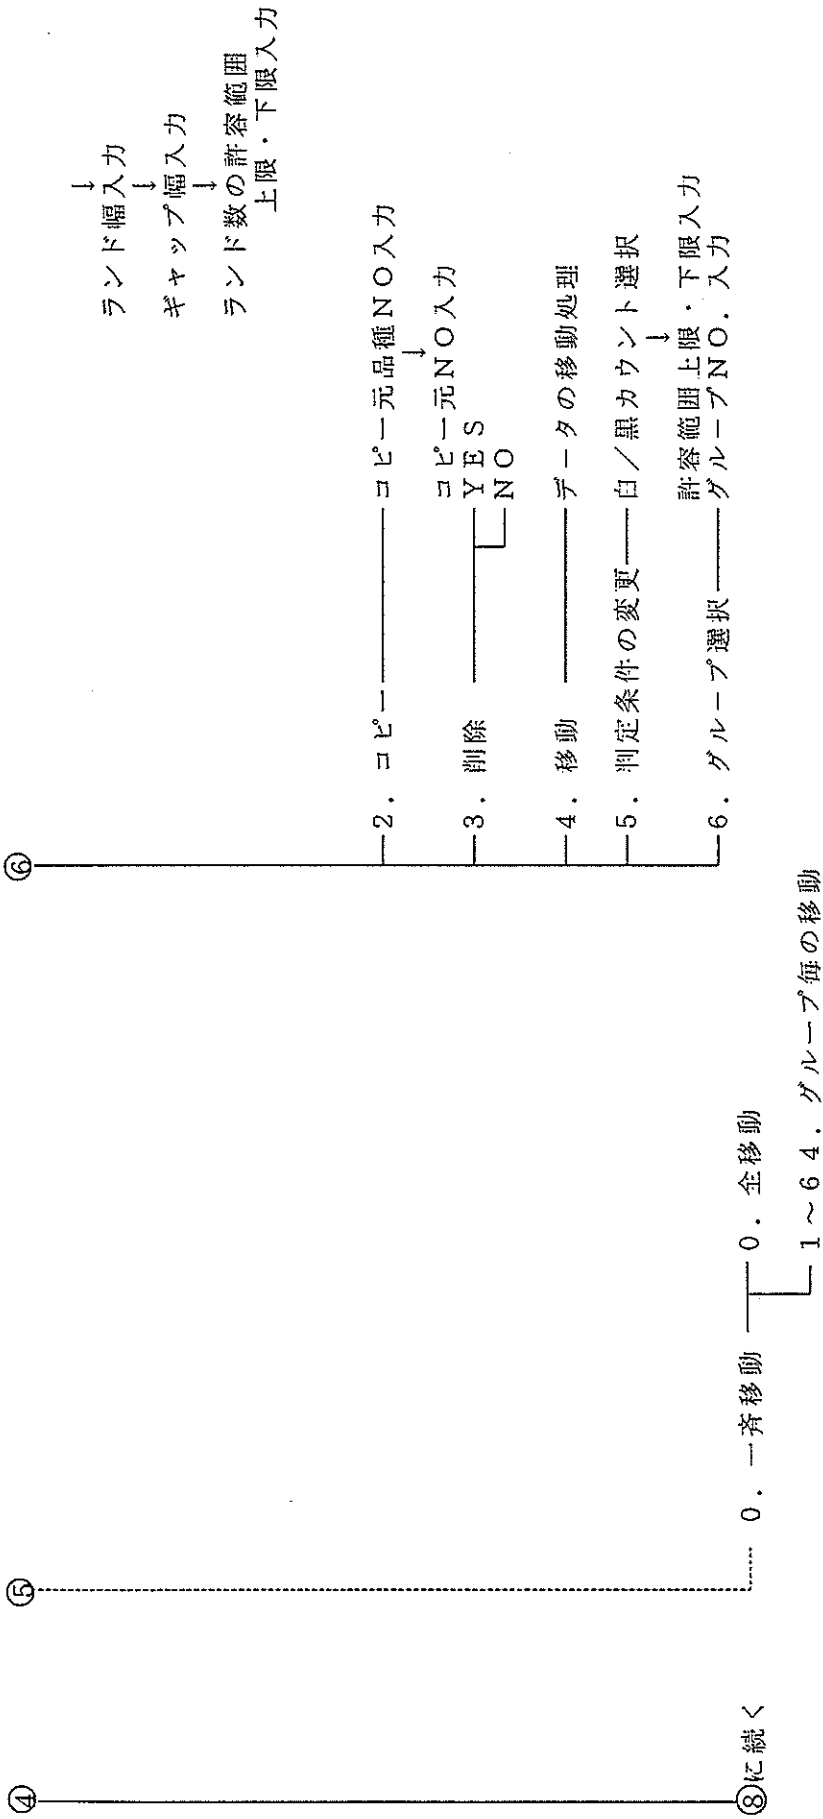 ④
⑤
⑥
↓
ランド幅入力
↓
ギャップ幅入力
↓
ランド数の許容範囲
上限・下限入力
2．コピー
コピー元品種NO入力
↓
コピー元NO入力
3．削除
YES
NO
4．移動
データの移動処理
5．判定条件の変更
白／黒カウント選択
↓
許容範囲上限・下限入力
6．グループ選択
グループNO．入力
0．一斉移動
0．全移動
1～64．グループ毎の移動
⑧に続く